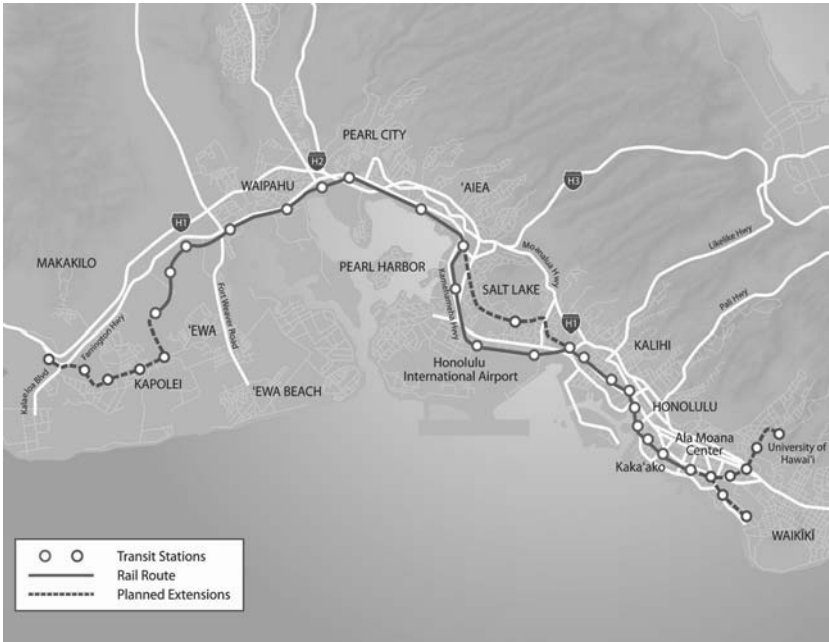 PEARL CITY
H2
WAIPAHU
'AIEA
H3
H1
Likelike Hwy
MAKAKILO
Moanalua Hwy
PEARL HARBOR
Pali Hwy
Fort Weaver Road
Kamehameha Hwy
SALT LAKE
Farrington Hwy
'EWA
H1
KALIHI
Honolulu
International Airport
Kalaeloa Blvd
KAPOLEI
'EWA BEACH
HONOLULU
Ala Moana
Center
University of
Hawai'i
Kaka'ako
WAIKĪKĪ
Transit Stations
Rail Route
Planned Extensions